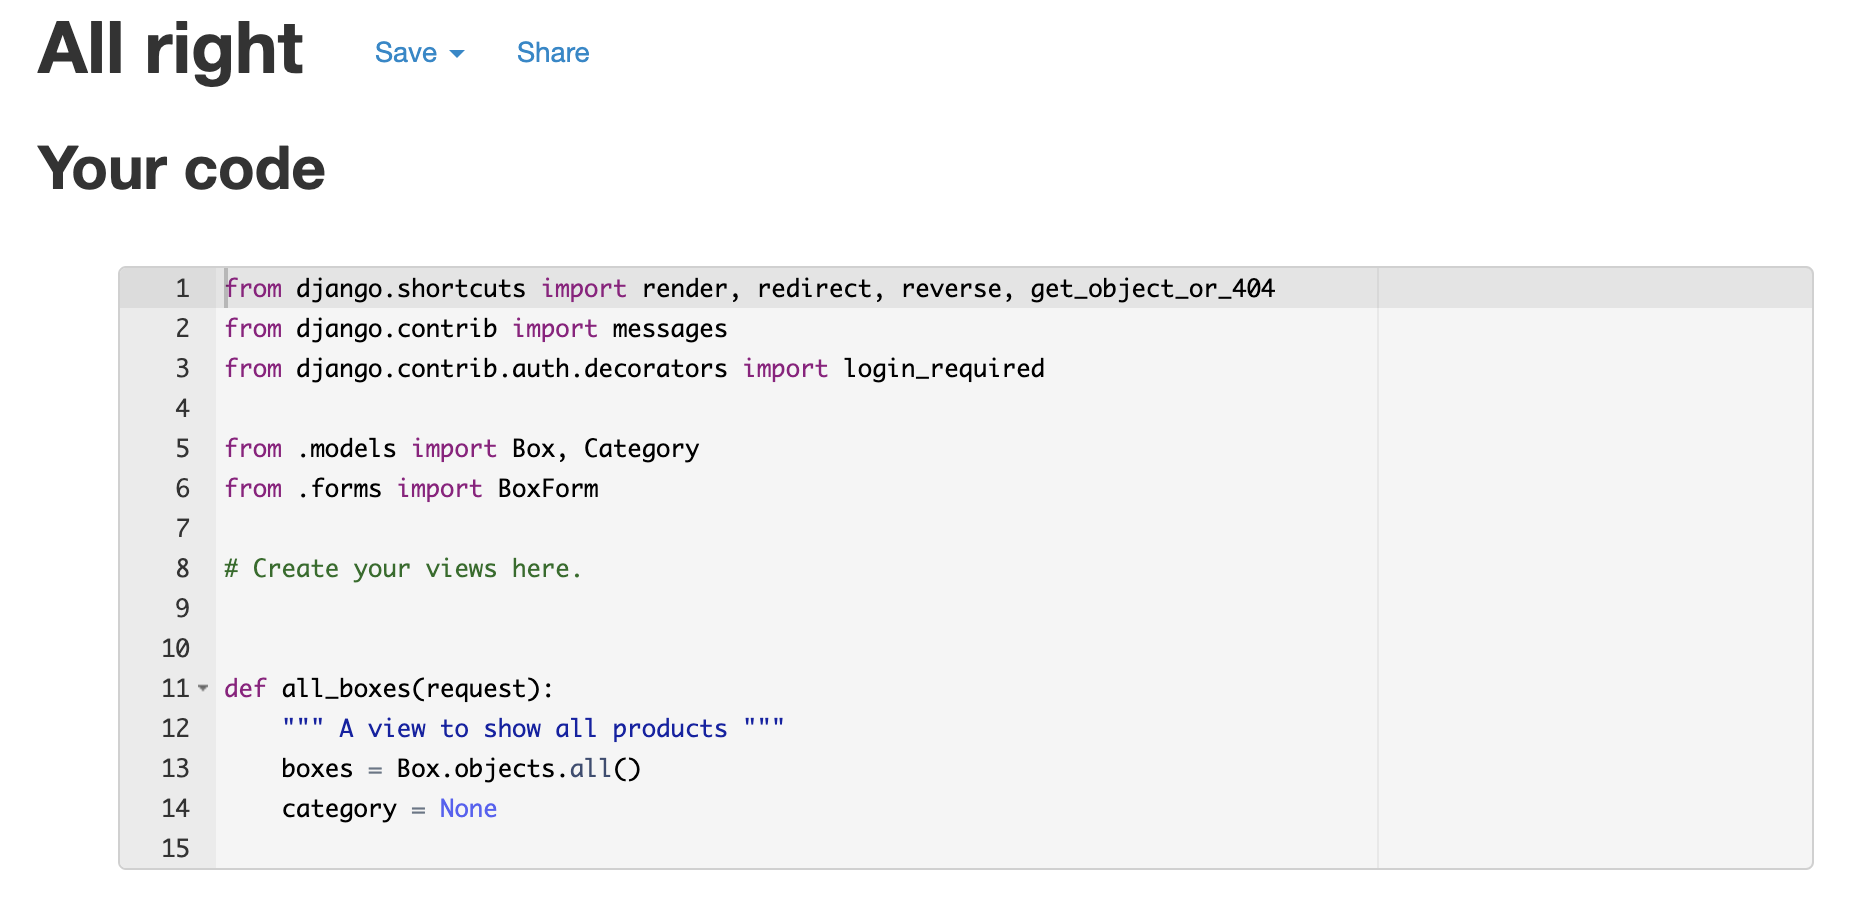 All right
Save
Share
Your code
1 from django.shortcuts import render, redirect, reverse, get_object_or_404
2 from django.contrib import messages
3 from django.contrib.auth.decorators import login_required
4
5 from .models import Box, Category
6 from .forms import BoxForm
7
8 # Create your views here.
9
10
11 def all_boxes(request):
12     """ A view to show all products """
13     boxes = Box.objects.all()
14     category = None
15